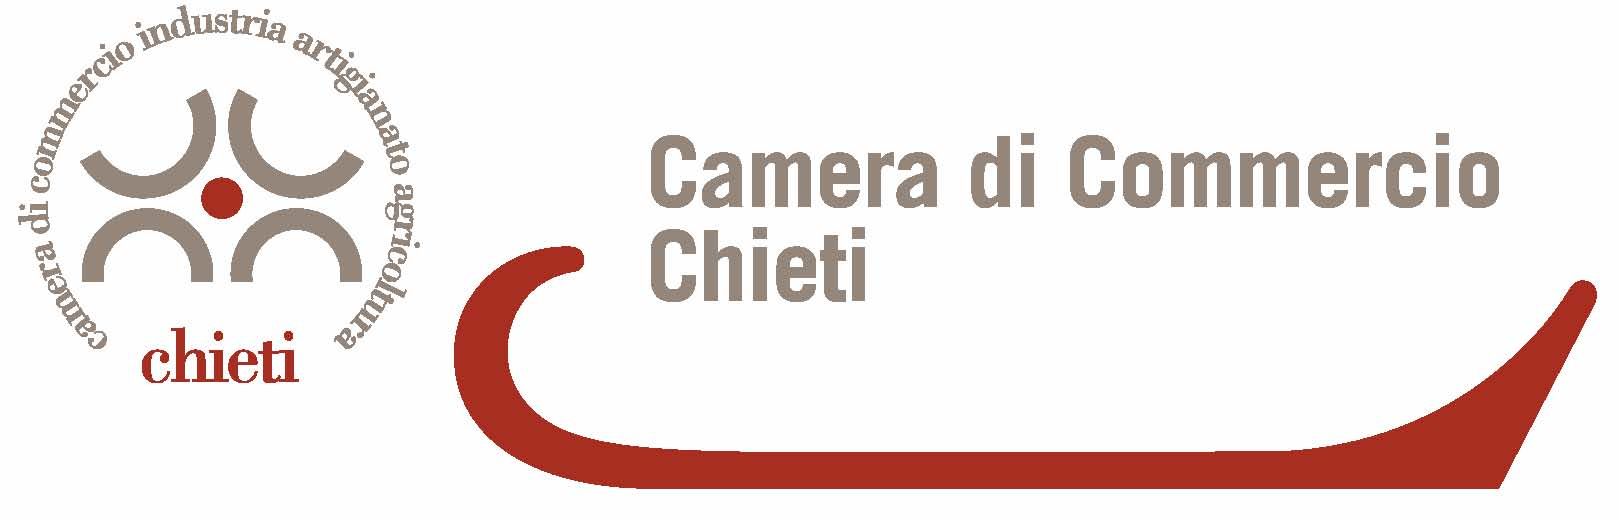 camera di commercio industria artigianato agricoltura
chieti
Camera di Commercio
Chieti